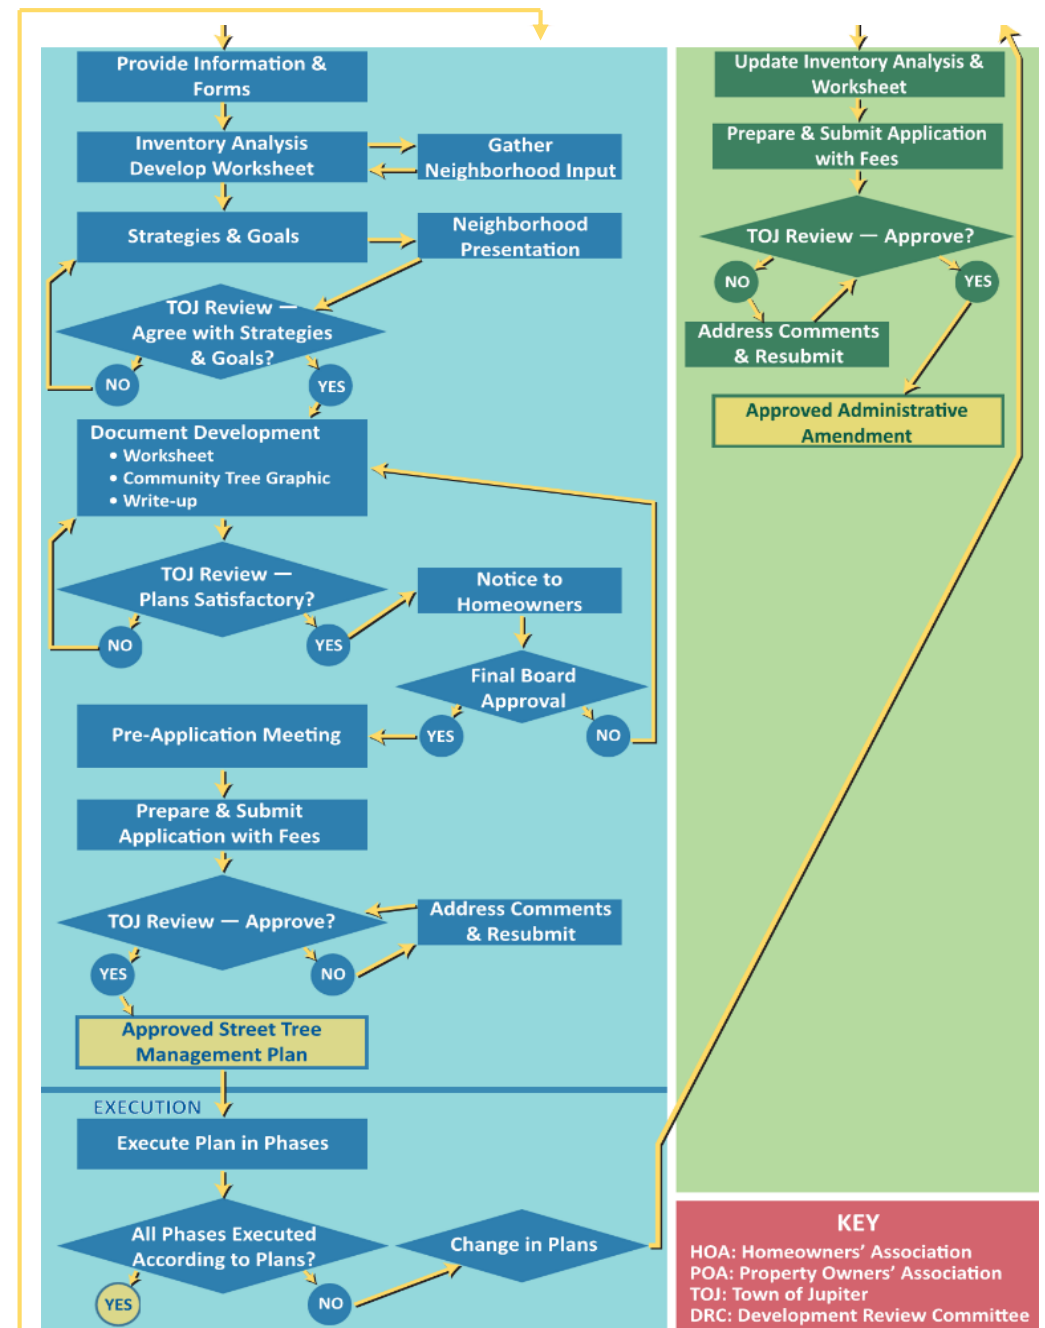 Provide Information &
Forms
Inventory Analysis
Develop Worksheet
Gather
Neighborhood Input
Strategies & Goals
Neighborhood
Presentation
TOJ Review —
Agree with Strategies
& Goals?
NO
YES
Document Development
• Worksheet
• Community Tree Graphic
• Write-up
TOJ Review —
Plans Satisfactory?
NO
YES
Notice to
Homeowners
Final Board
Approval
YES
NO
Pre-Application Meeting
Prepare & Submit
Application with Fees
TOJ Review — Approve?
Address Comments
& Resubmit
YES
NO
Approved Street Tree
Management Plan
EXECUTION
Execute Plan in Phases
All Phases Executed
According to Plans?
Change in Plans
YES
NO
Update Inventory Analysis &
Worksheet
Prepare & Submit Application
with Fees
TOJ Review — Approve?
NO
YES
Address Comments
& Resubmit
Approved Administrative
Amendment
KEY
HOA: Homeowners’ Association
POA: Property Owners’ Association
TOJ: Town of Jupiter
DRC: Development Review Committee